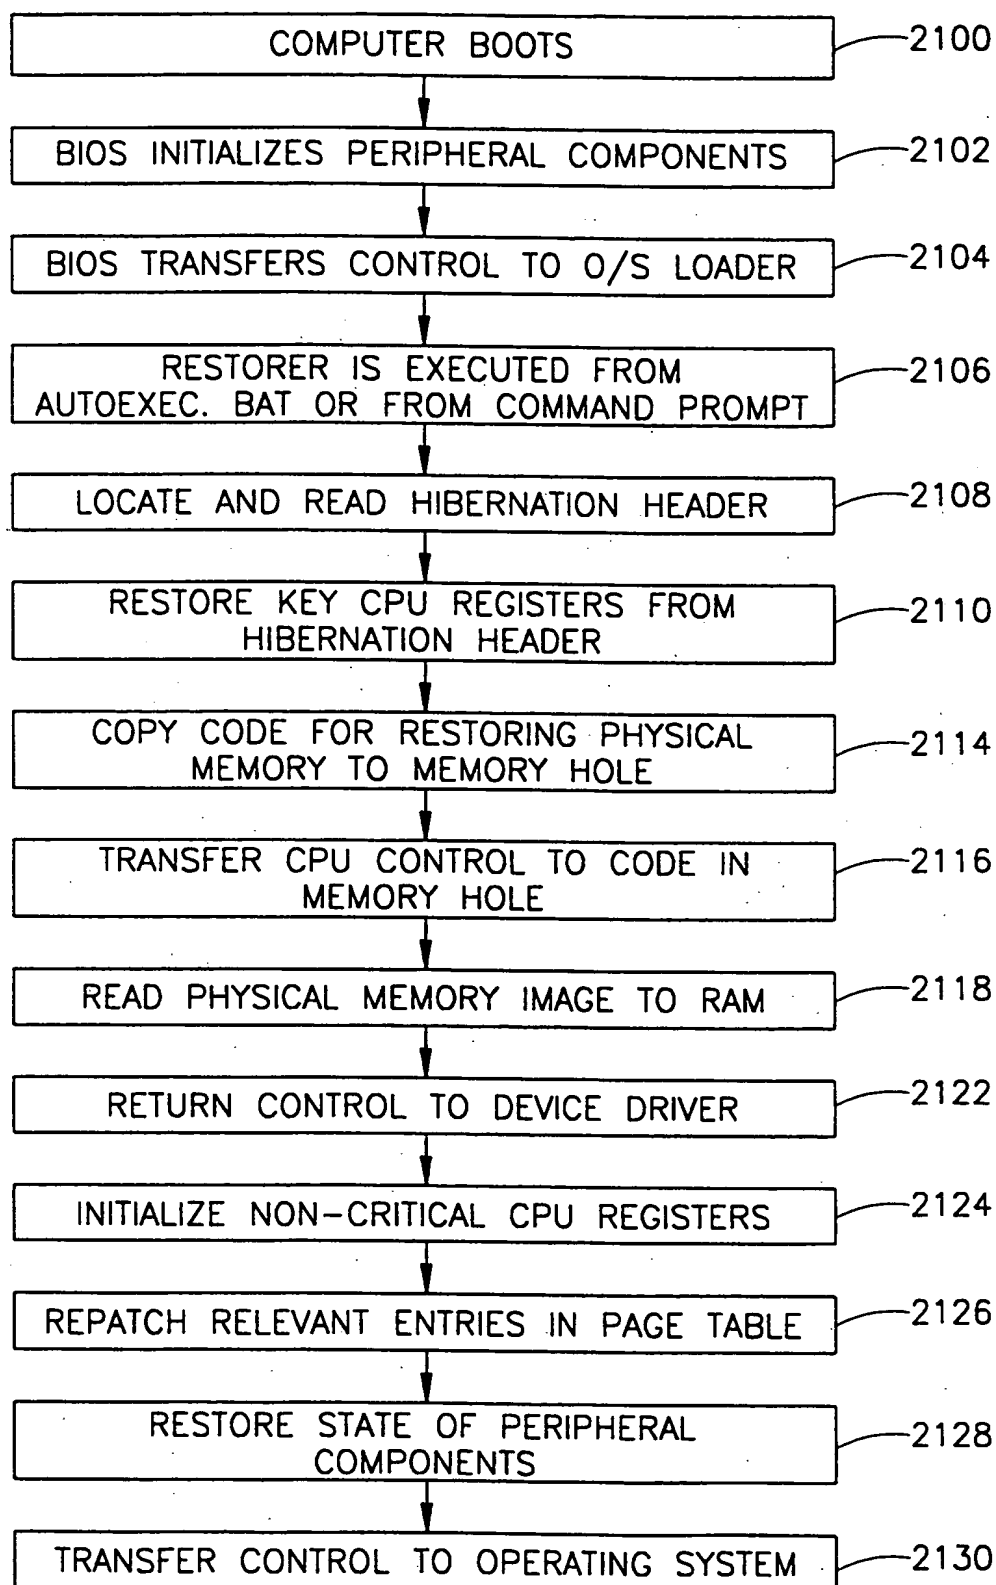 COMPUTER BOOTS
2100
BIOS INITIALIZES PERIPHERAL COMPONENTS
2102
BIOS TRANSFERS CONTROL TO O/S LOADER
2104
RESTORER IS EXECUTED FROM
AUTOEXEC. BAT OR FROM COMMAND PROMPT
2106
LOCATE AND READ HIBERNATION HEADER
2108
RESTORE KEY CPU REGISTERS FROM
HIBERNATION HEADER
2110
COPY CODE FOR RESTORING PHYSICAL
MEMORY TO MEMORY HOLE
2114
TRANSFER CPU CONTROL TO CODE IN
MEMORY HOLE
2116
READ PHYSICAL MEMORY IMAGE TO RAM
2118
RETURN CONTROL TO DEVICE DRIVER
2122
INITIALIZE NON-CRITICAL CPU REGISTERS
2124
REPATCH RELEVANT ENTRIES IN PAGE TABLE
2126
RESTORE STATE OF PERIPHERAL
COMPONENTS
2128
TRANSFER CONTROL TO OPERATING SYSTEM
2130